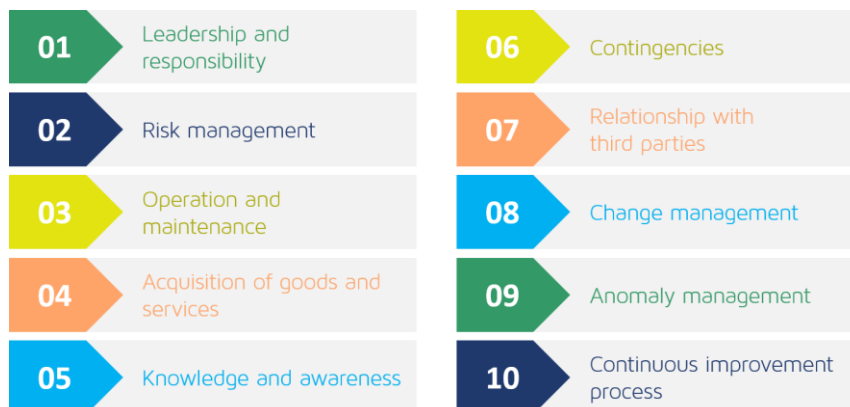 01
Leadership and
responsibility
02
Risk management
03
Operation and
maintenance
04
Acquisition of goods and
services
05
Knowledge and awareness
06
Contingencies
07
Relationship with
third parties
08
Change management
09
Anomaly management
10
Continuous improvement
process